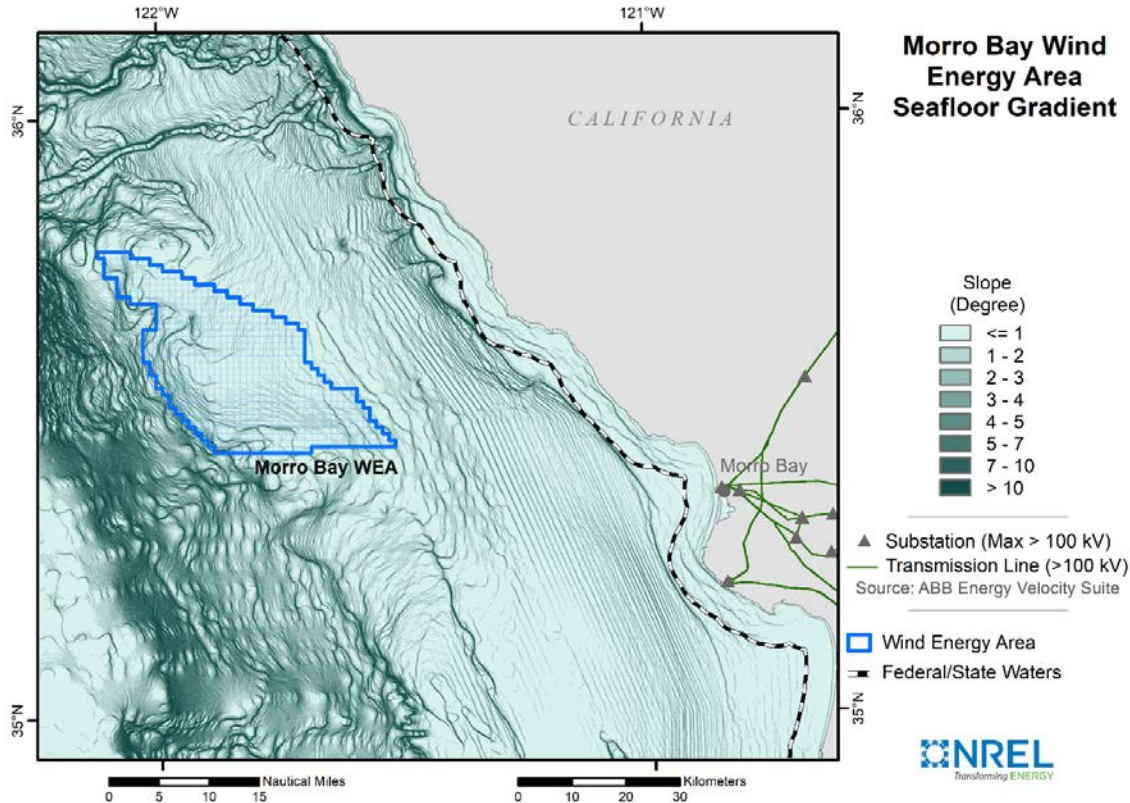 122°W
121°W
Morro Bay Wind
Energy Area
Seafloor Gradient
36°N
36°N
CALIFORNIA
Slope
(Degree)
<= 1
1 - 2
2 - 3
3 - 4
4 - 5
5 - 7
7 - 10
> 10
Morro Bay WEA
Morro Bay
Substation (Max > 100 kV)
Transmission Line (>100 kV)
Source: ABB Energy Velocity Suite
Wind Energy Area
Federal/State Waters
35°N
35°N
NREL
Transforming ENERGY
Nautical Miles
0 5 10 15
Kilometers
0 10 20 30